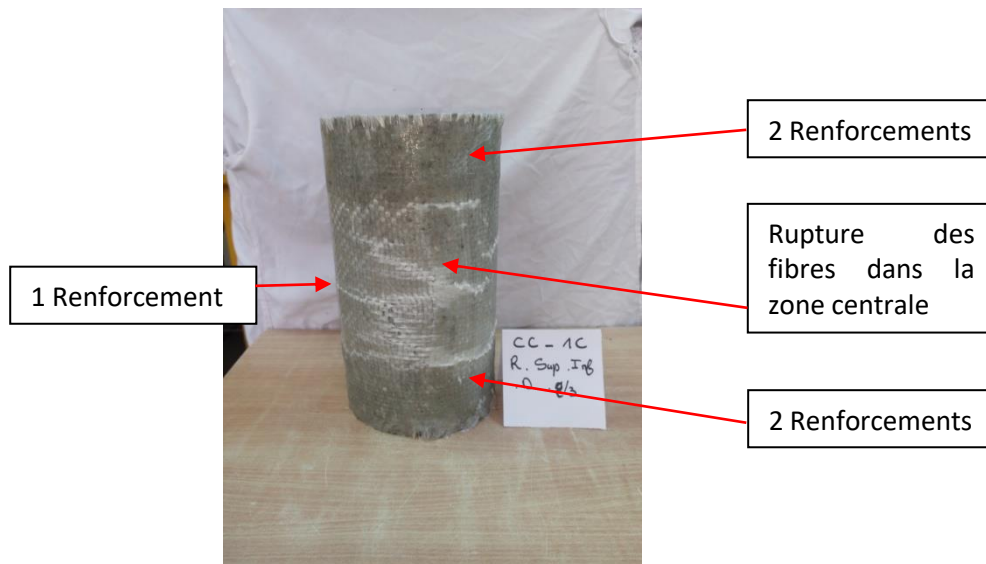 2 Renforcements
Rupture des
fibres dans la
zone centrale
1 Renforcement
CC - 1C
R. Sup. Inf
2 Renforcements